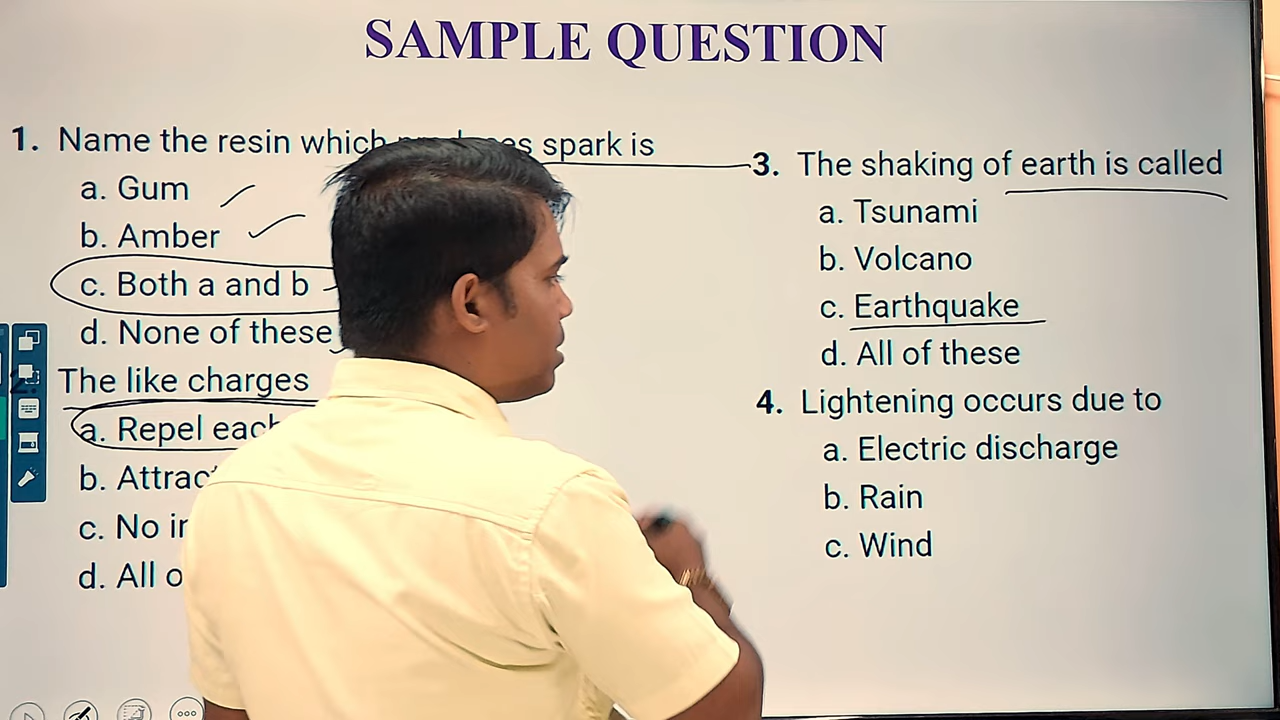 SAMPLE QUESTION
1. Name the resin which spark is
a. Gum
b. Amber
c. Both a and b
d. None of these
The like charges
a. Repel
b.
c. No
d. All
3. The shaking of earth is called
a. Tsunami
b. Volcano
c. Earthquake
d. All of these
4. Lightening occurs due to
a. Electric discharge
b. Rain
c. Wind